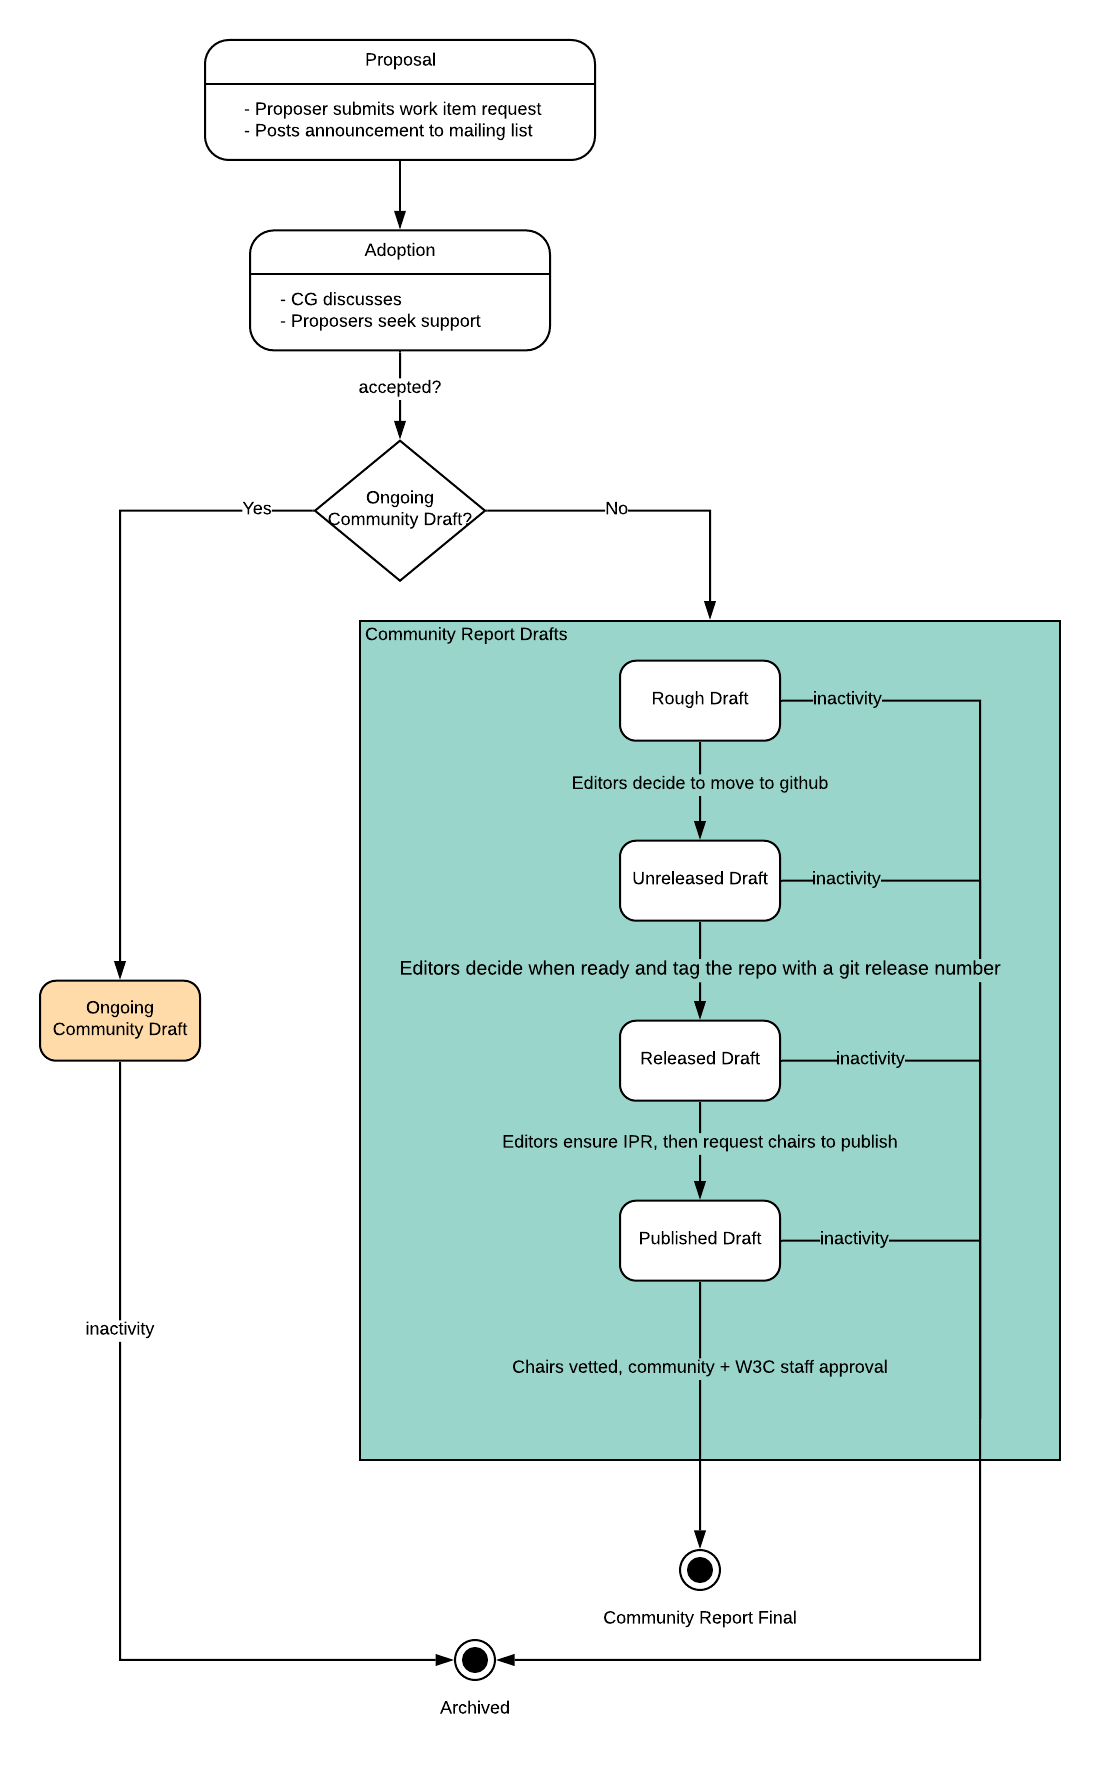 Proposal
- Proposer submits work item request
- Posts announcement to mailing list
Adoption
- CG discusses
- Proposers seek support
accepted?
Ongoing
Community Draft?
Yes
No
Community Report Drafts
Rough Draft
inactivity
Editors decide to move to github
Unreleased Draft
inactivity
Editors decide when ready and tag the repo with a git release number
Ongoing
Community Draft
Released Draft
inactivity
Editors ensure IPR, then request chairs to publish
Published Draft
inactivity
inactivity
Chairs vetted, community + W3C staff approval
Community Report Final
Archived